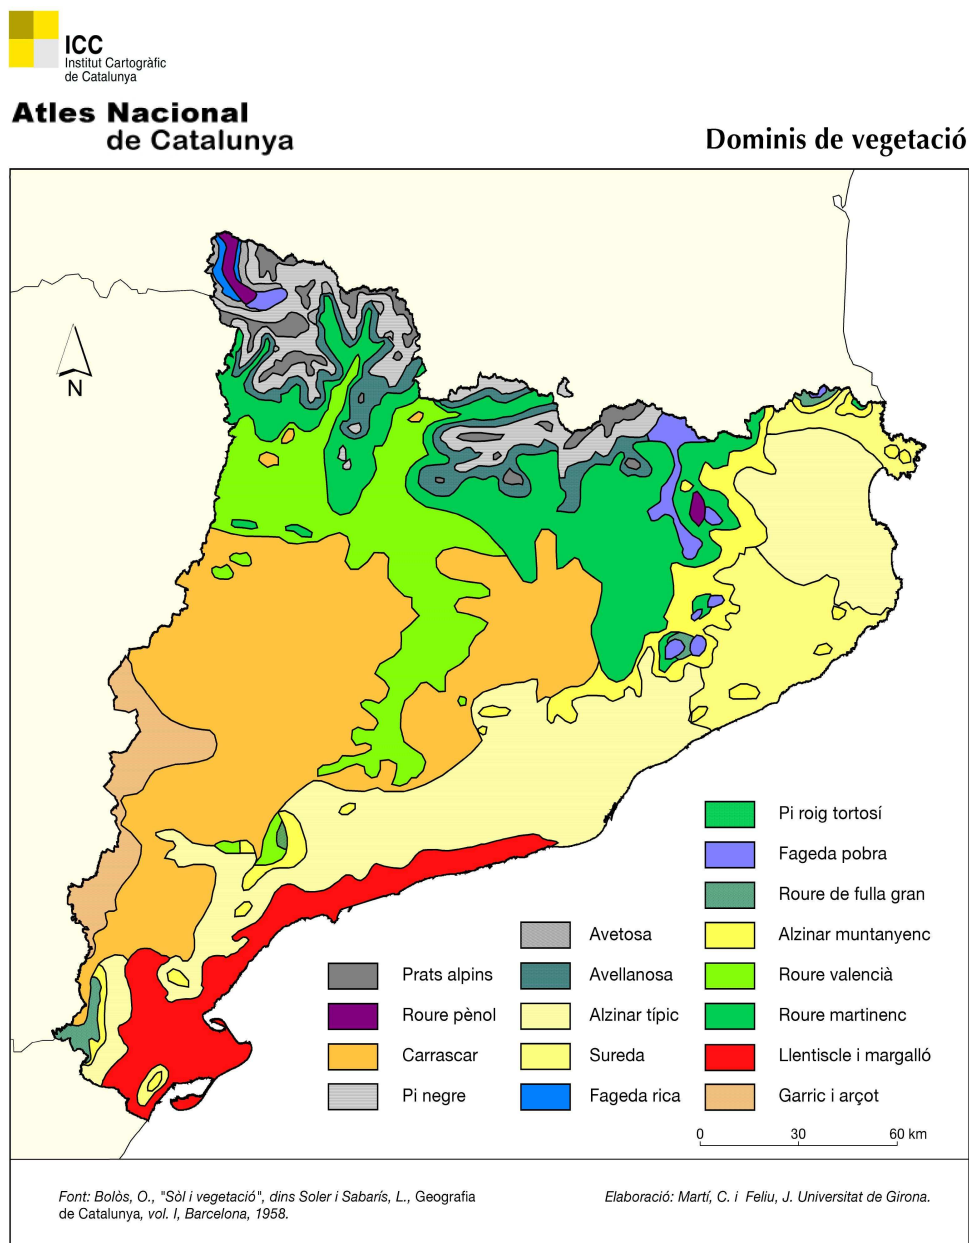 ICC
Institut Cartogràfic
de Catalunya
Atles Nacional
de Catalunya
Dominis de vegetació
N
Pi roig tortosí
Fageda pobra
Roure de fulla gran
Avetosa
Alzinar muntanyenc
Prats alpins
Avellanosa
Roure valencià
Roure pènol
Alzinar típic
Roure martinenc
Carrascar
Sureda
Llentiscle i margalló
Pi negre
Fageda rica
Garric i arçot
0 30 60 km
Font: Bolòs, O., "Sòl i vegetació", dins Soler i Sabarís, L., Geografia
de Catalunya, vol. I, Barcelona, 1958.
Elaboració: Martí, C. i Feliu, J. Universitat de Girona.